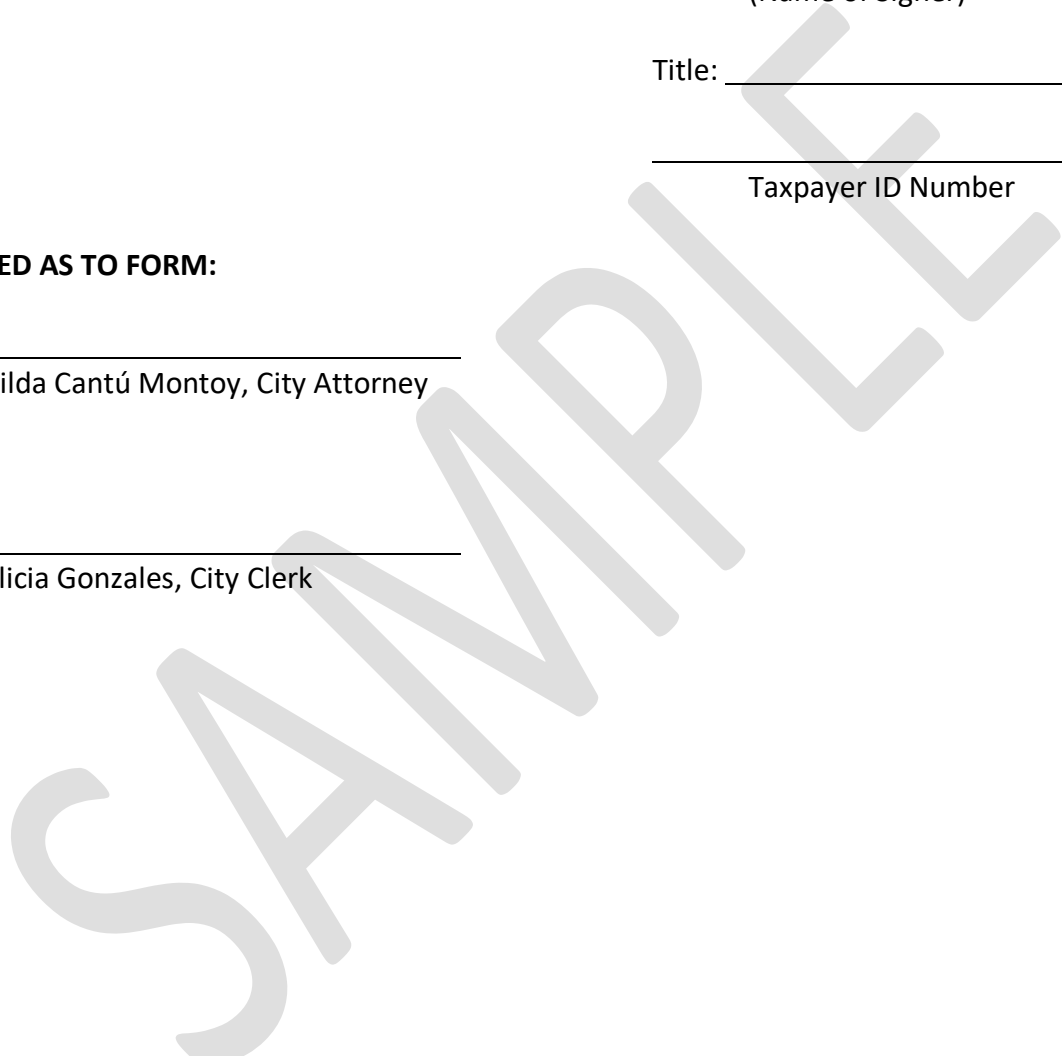 (Name of Signer)
Title:
Taxpayer ID Number
ED AS TO FORM:
ilda Cantú Montoy, City Attorney
licia Gonzales, City Clerk
SAMPLE